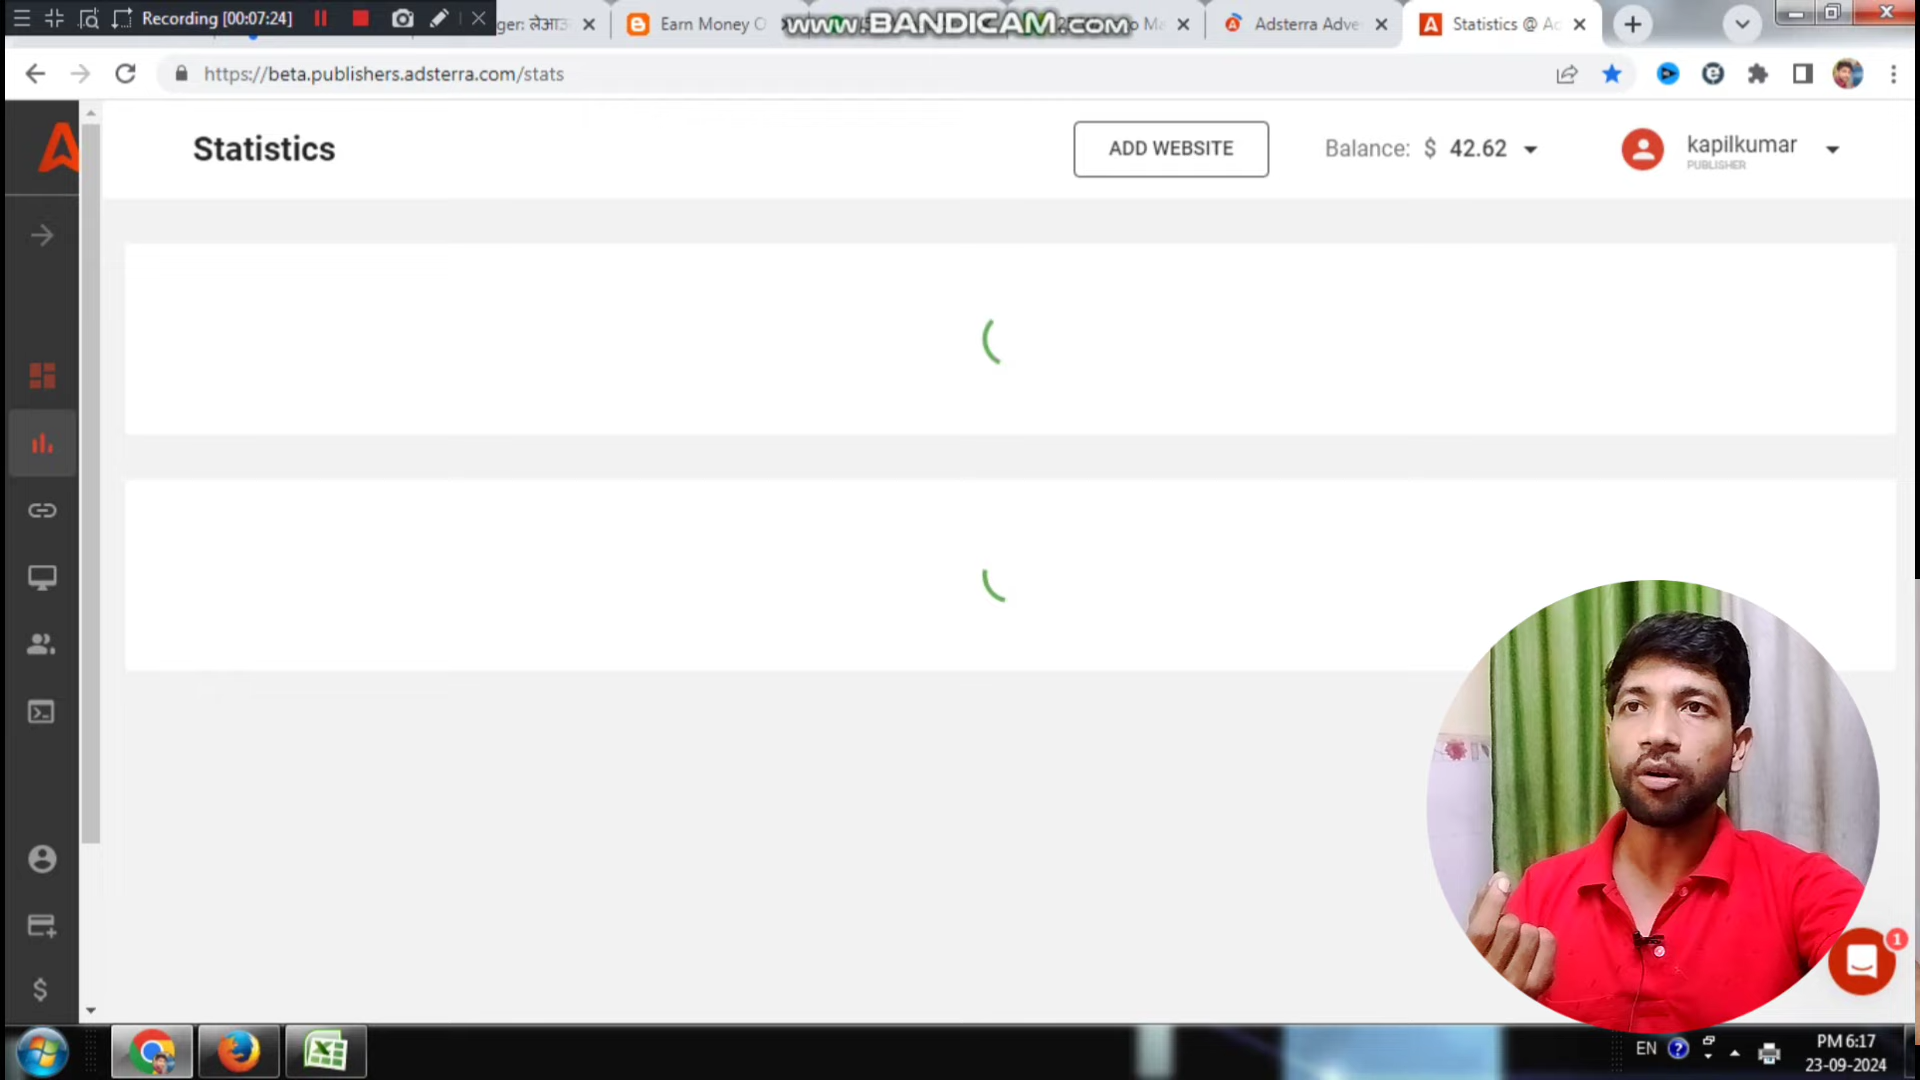 Recording [00:07:24]
ger: लेआउ
Earn Money O
www.BANDICAM.com
Adsterra Adve
Statistics @ Ad
https://beta.publishers.adsterra.com/stats
Statistics
ADD WEBSITE
Balance: $ 42.62
kapilkumar
PUBLISHER
1
EN
PM 6:17
23-09-2024